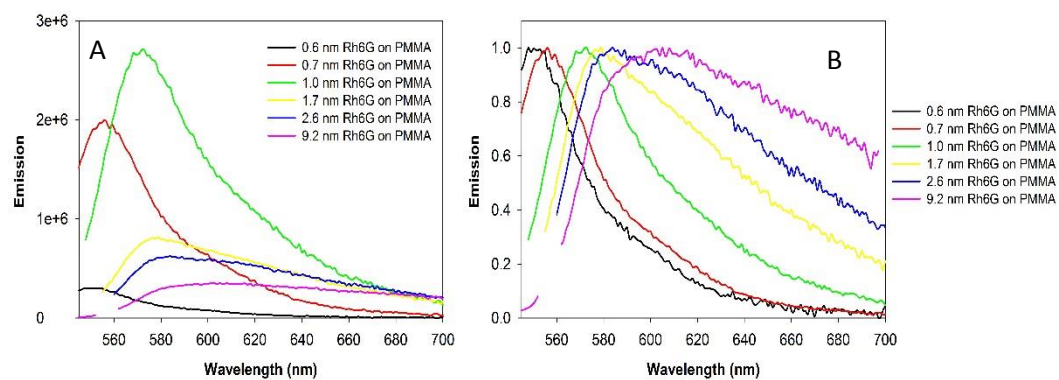 A
3e+6
2e+6
1e+6
0
Emission
560 580 600 620 640 660 680 700
Wavelength (nm)
0.6 nm Rh6G on PMMA
0.7 nm Rh6G on PMMA
1.0 nm Rh6G on PMMA
1.7 nm Rh6G on PMMA
2.6 nm Rh6G on PMMA
9.2 nm Rh6G on PMMA
B
1.0
0.8
0.6
0.4
0.2
0.0
Emission
560 580 600 620 640 660 680 700
Wavelength (nm)
0.6 nm Rh6G on PMMA
0.7 nm Rh6G on PMMA
1.0 nm Rh6G on PMMA
1.7 nm Rh6G on PMMA
2.6 nm Rh6G on PMMA
9.2 nm Rh6G on PMMA